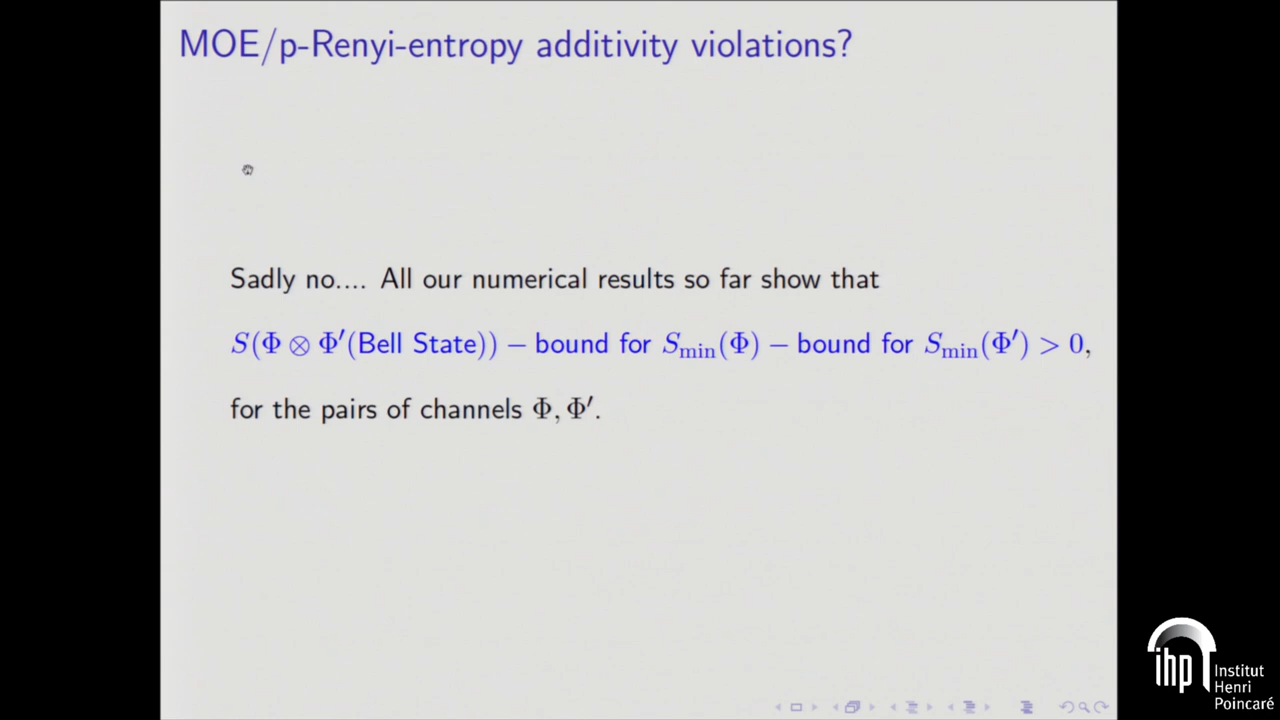 MOE/p-Renyi-entropy additivity violations?
Sadly no.... All our numerical results so far show that
S(Φ ⊗ Φ′(Bell State)) − bound for S_min(Φ) − bound for S_min(Φ′) > 0,
for the pairs of channels Φ, Φ′.
ihp
Institut
Henri
Poincaré